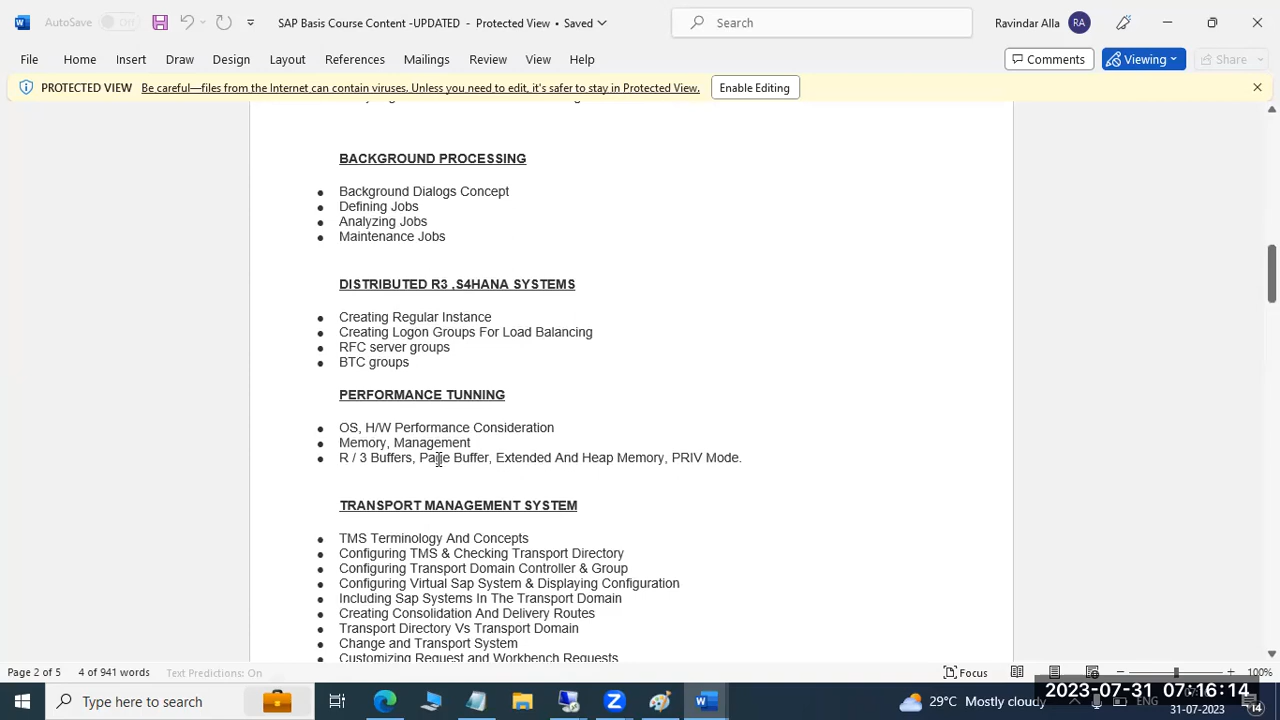 AutoSave Off SAP Basis Course Content -UPDATED - Protected View • Saved Search Ravindar Alla RA
File Home Insert Draw Design Layout References Mailings Review View Help Comments Viewing Share
PROTECTED VIEW Be careful—files from the Internet can contain viruses. Unless you need to edit, it's safer to stay in Protected View. Enable Editing
BACKGROUND PROCESSING
Background Dialogs Concept
Defining Jobs
Analyzing Jobs
Maintenance Jobs
DISTRIBUTED R3 ,S4HANA SYSTEMS
Creating Regular Instance
Creating Logon Groups For Load Balancing
RFC server groups
BTC groups
PERFORMANCE TUNNING
OS, H/W Performance Consideration
Memory, Management
R / 3 Buffers, Page Buffer, Extended And Heap Memory, PRIV Mode.
TRANSPORT MANAGEMENT SYSTEM
TMS Terminology And Concepts
Configuring TMS & Checking Transport Directory
Configuring Transport Domain Controller & Group
Configuring Virtual Sap System & Displaying Configuration
Including Sap Systems In The Transport Domain
Creating Consolidation And Delivery Routes
Transport Directory Vs Transport Domain
Change and Transport System
Customizing Request and Workbench Requests
Page 2 of 5 4 of 941 words Text Predictions: On Focus 100%
Type here to search 29°C Mostly cloudy ENG
2023-07-31 07:16:14
31-07-2023 14